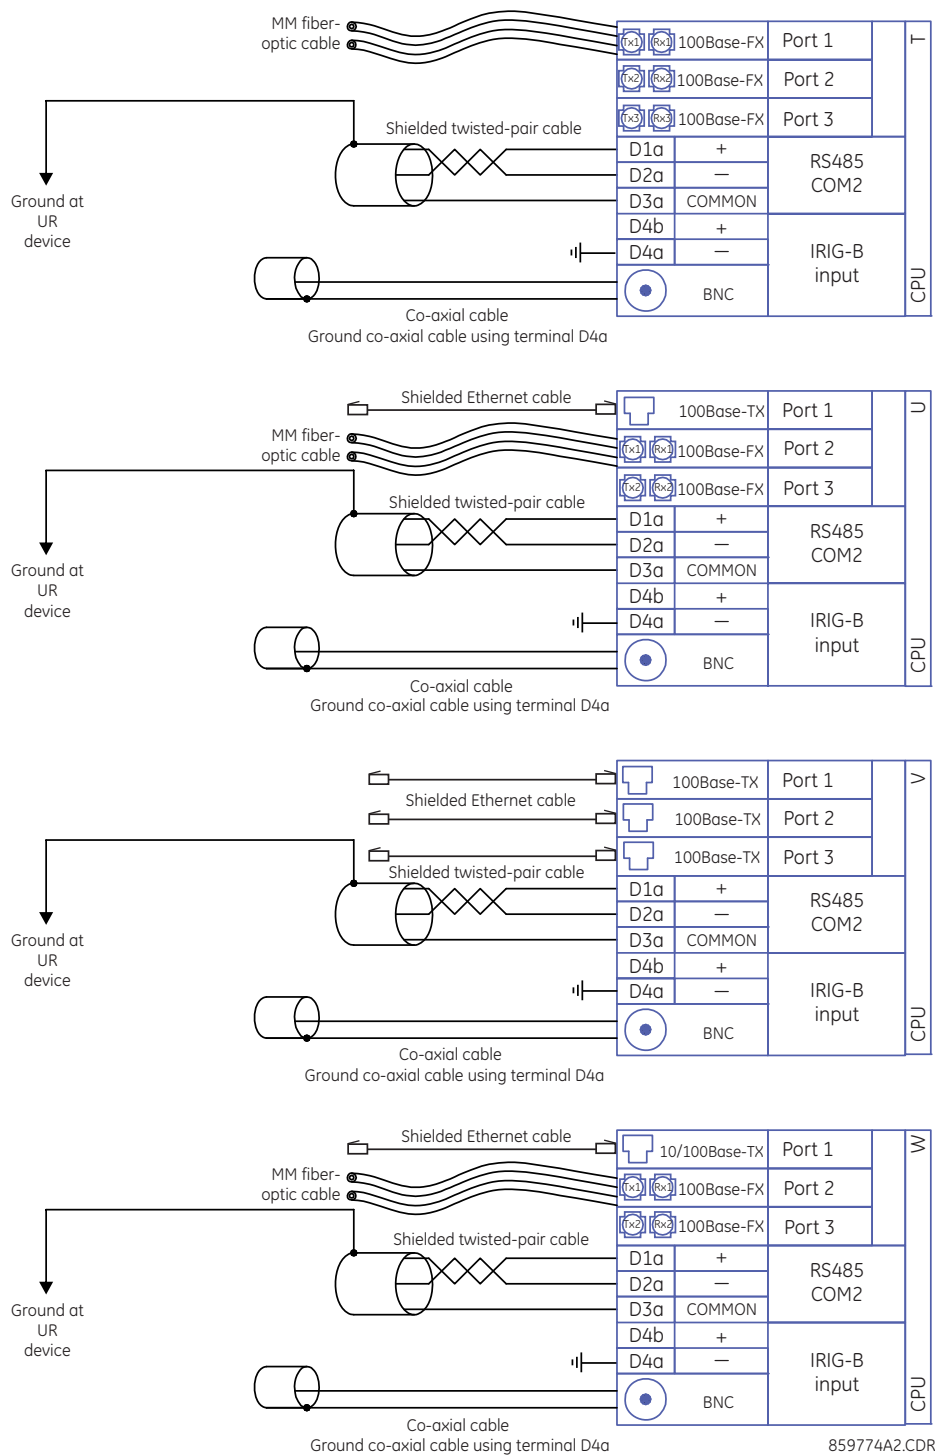 MM fiber-
optic cable
Tx1 Rx1 100Base-FX Port 1 T
Tx2 Rx2 100Base-FX Port 2
Tx3 Rx3 100Base-FX Port 3
Shielded twisted-pair cable
D1a + RS485
D2a — COM2
D3a COMMON
Ground at
UR
device
D4b + IRIG-B
D4a — input
BNC
CPU
Co-axial cable
Ground co-axial cable using terminal D4a
Shielded Ethernet cable
100Base-TX Port 1 U
MM fiber-
optic cable
Tx1 Rx1 100Base-FX Port 2
Tx2 Rx2 100Base-FX Port 3
Shielded twisted-pair cable
D1a + RS485
D2a — COM2
D3a COMMON
Ground at
UR
device
D4b + IRIG-B
D4a — input
BNC
CPU
Co-axial cable
Ground co-axial cable using terminal D4a
100Base-TX Port 1 V
Shielded Ethernet cable
100Base-TX Port 2
100Base-TX Port 3
Shielded twisted-pair cable
D1a + RS485
D2a — COM2
D3a COMMON
Ground at
UR
device
D4b + IRIG-B
D4a — input
BNC
CPU
Co-axial cable
Ground co-axial cable using terminal D4a
Shielded Ethernet cable
10/100Base-TX Port 1 W
MM fiber-
optic cable
Tx1 Rx1 100Base-FX Port 2
Tx2 Rx2 100Base-FX Port 3
Shielded twisted-pair cable
D1a + RS485
D2a — COM2
D3a COMMON
Ground at
UR
device
D4b + IRIG-B
D4a — input
BNC
CPU
Co-axial cable
Ground co-axial cable using terminal D4a
859774A2.CDR